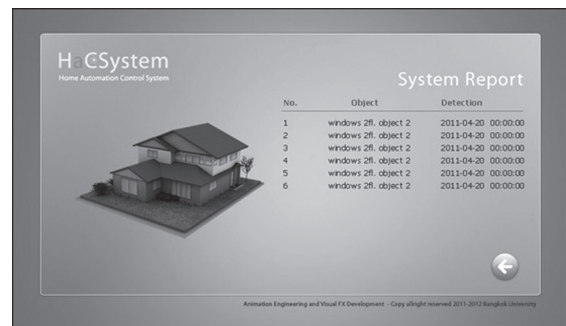 HaCSystem
Home Automation Control System
System Report
No. Object Detection
1 windows 2fl. object 2 2011-04-20 00:00:00
2 windows 2fl. object 2 2011-04-20 00:00:00
3 windows 2fl. object 2 2011-04-20 00:00:00
4 windows 2fl. object 2 2011-04-20 00:00:00
5 windows 2fl. object 2 2011-04-20 00:00:00
6 windows 2fl. object 2 2011-04-20 00:00:00
Animation Engineering and Visual FX Development - Copy allright reserved 2011-2012 Bangkok University